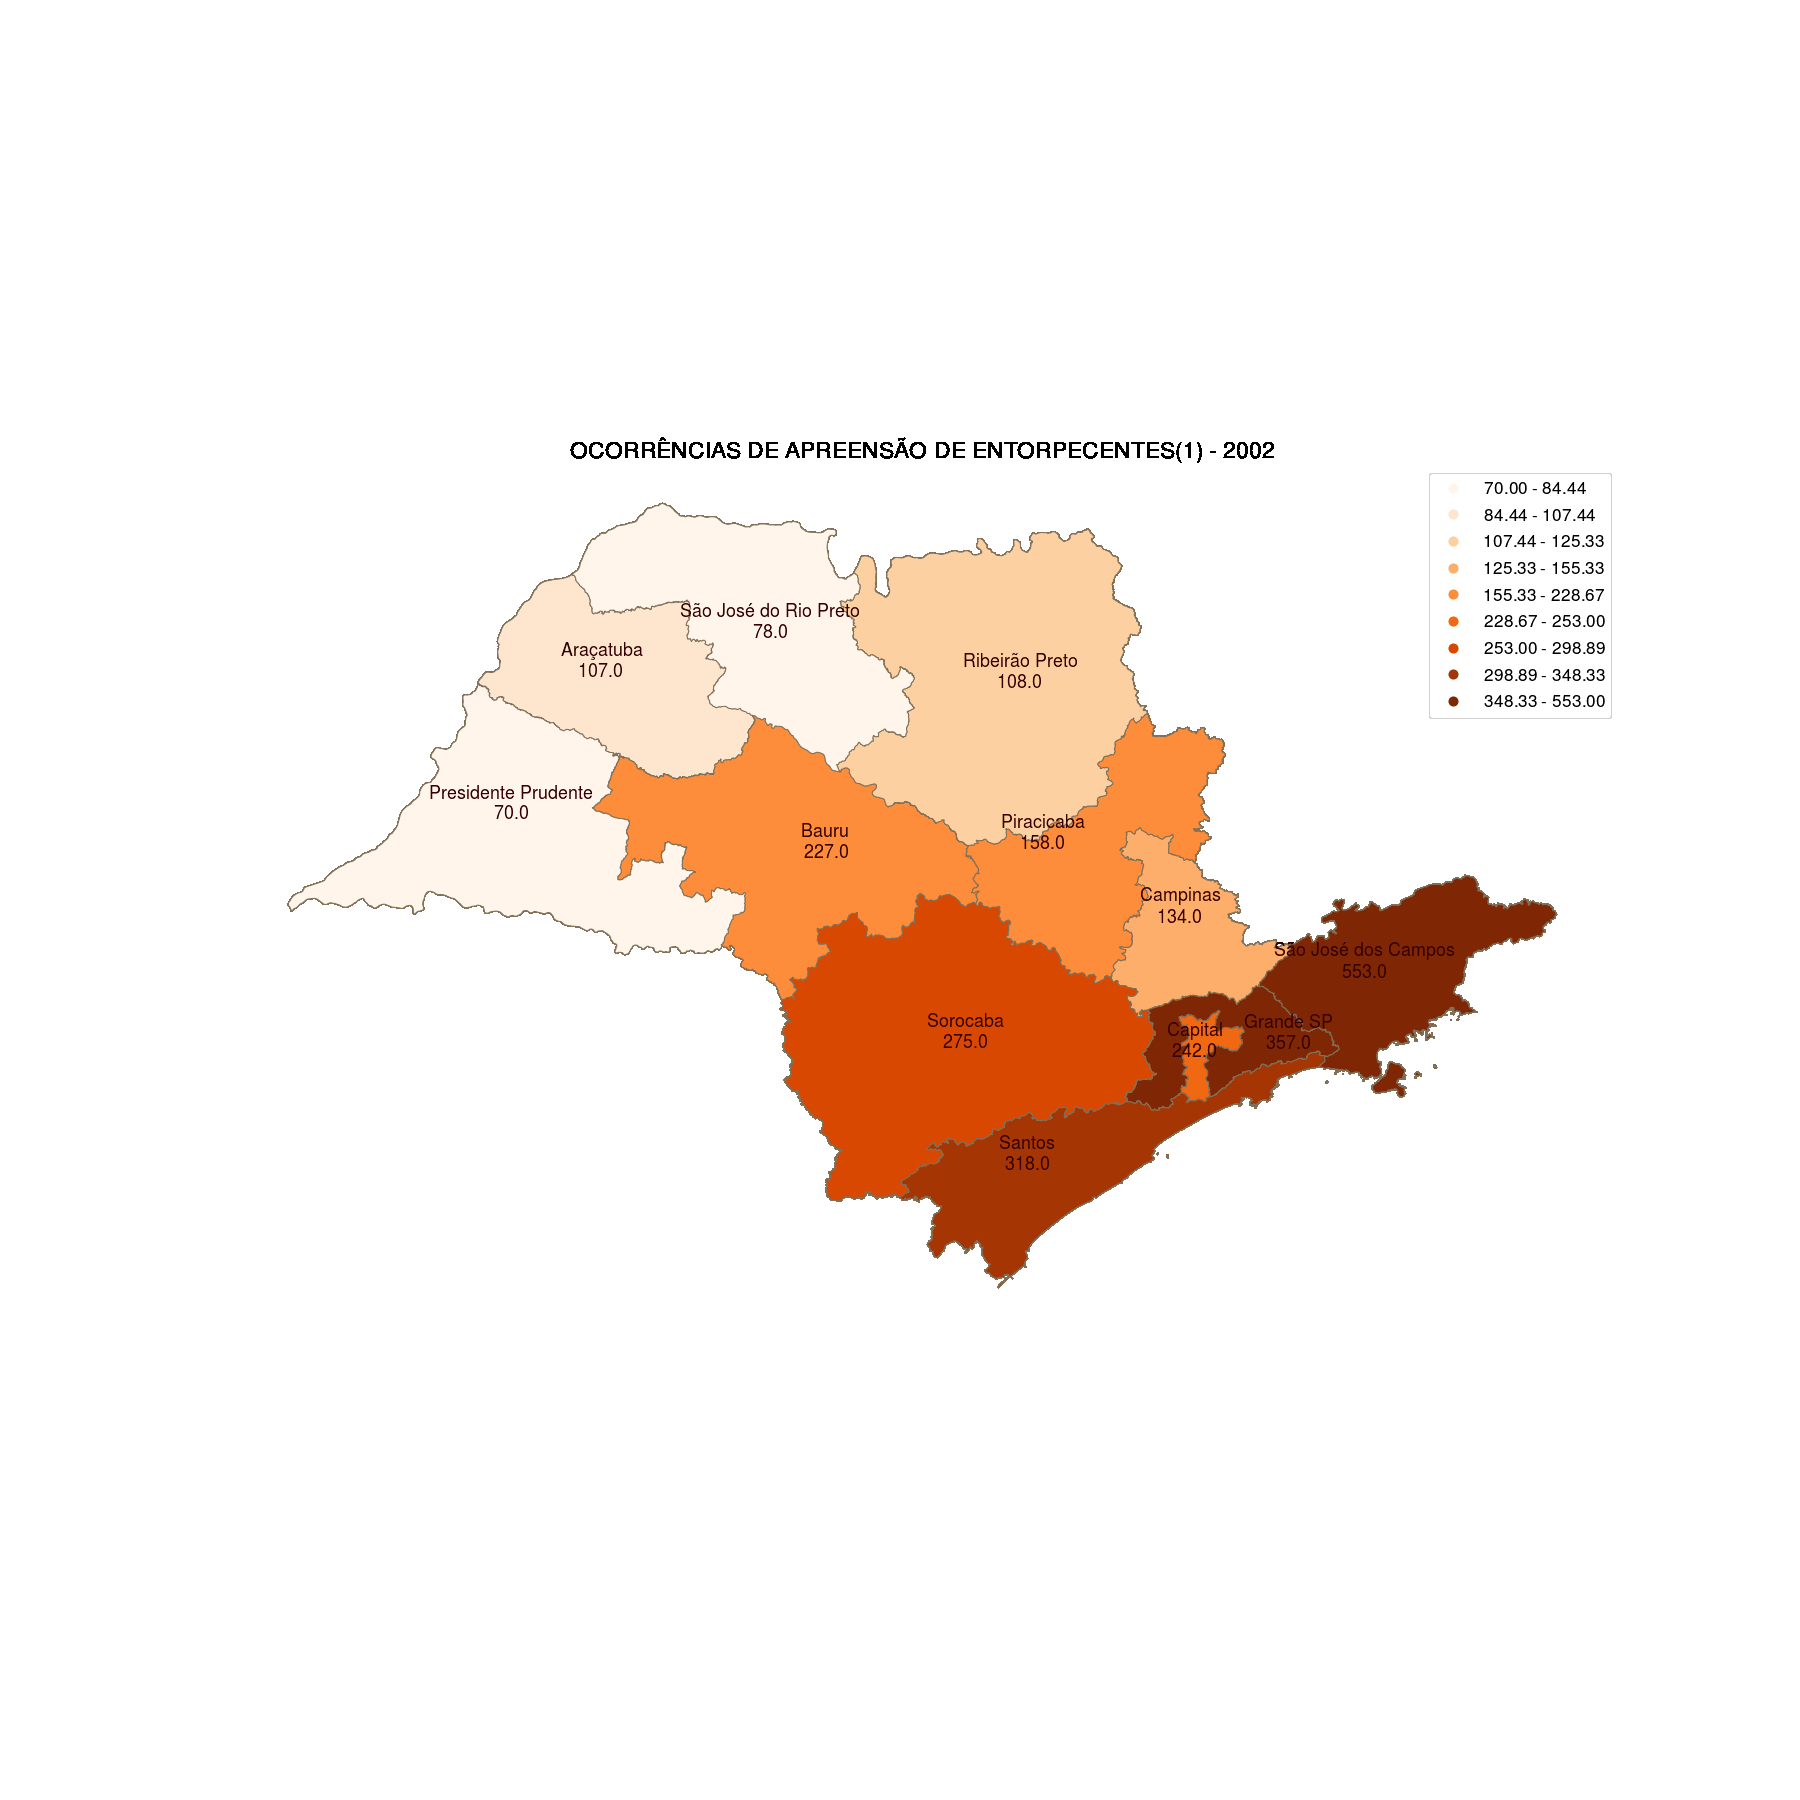 OCORRÊNCIAS DE APREENSÃO DE ENTORPECENTES(1) - 2002
70.00 - 84.44
84.44 - 107.44
107.44 - 125.33
125.33 - 155.33
155.33 - 228.67
228.67 - 253.00
253.00 - 298.89
298.89 - 348.33
348.33 - 553.00
São José do Rio Preto
78.0
Araçatuba
107.0
Ribeirão Preto
108.0
Presidente Prudente
70.0
Bauru
227.0
Piracicaba
158.0
Campinas
134.0
São José dos Campos
553.0
Sorocaba
275.0
Capital
242.0
Grande SP
357.0
Santos
318.0